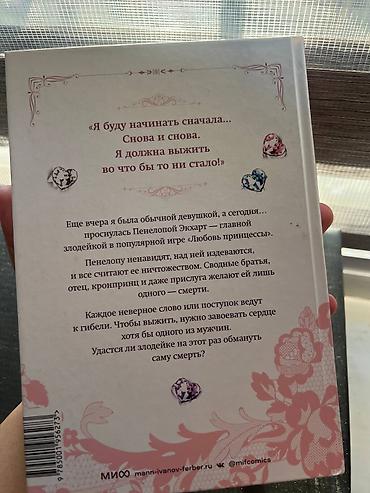 «Я буду начинать сначала...
Снова и снова.
Я должна выжить
во что бы то ни стало!»
Еще вчера я была обычной девушкой, а сегодня...
проснулась Пенелопой Экхарт — главной
злодейкой в популярной игре «Любовь принцессы».
Пенелопу ненавидят, над ней издеваются,
и все считают ее ничтожеством. Сводные братья,
отец, кронпринц и даже прислуга желают ей лишь
одного — смерти.
Каждое неверное слово или поступок ведут
к гибели. Чтобы выжить, нужно завоевать сердце
хотя бы одного из мужчин.
Удастся ли злодейке на этот раз обмануть
саму смерть?
9785001956279
МИФ mann-ivanov-ferber.ru @mifcomics